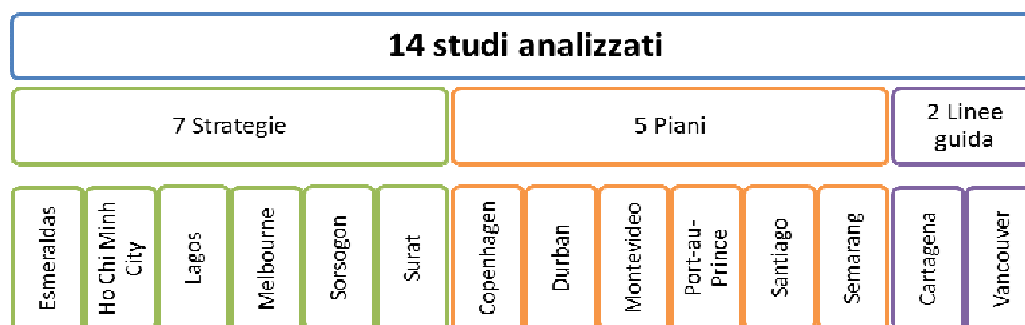 14 studi analizzati
7 Strategie
5 Piani
2 Linee
guida
Esmeraldas
Ho Chi Minh
City
Lagos
Melbourne
Sorsogon
Surat
Copenhagen
Durban
Montevideo
Port-au-
Prince
Santiago
Semarang
Cartagena
Vancouver